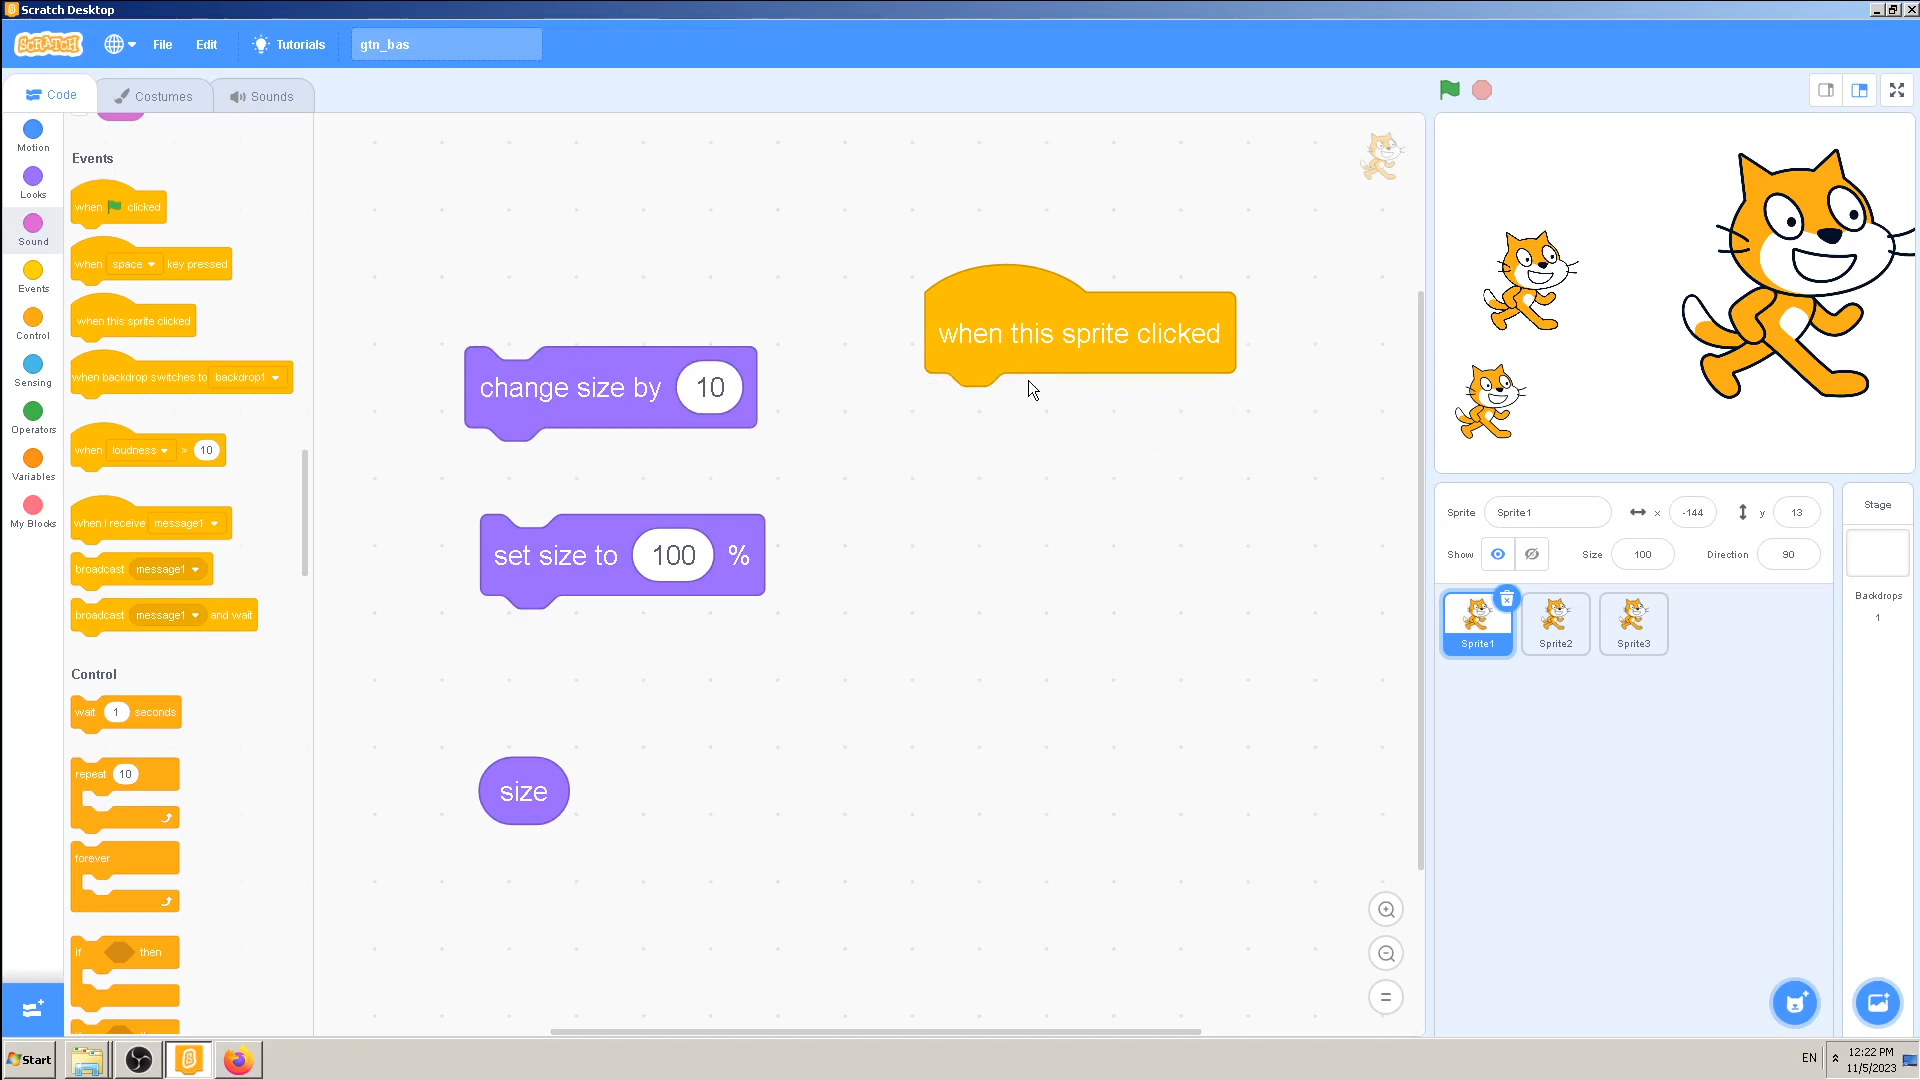 Scratch Desktop
SCRATCH
File
Edit
Tutorials
gtn_bas
Code
Costumes
Sounds
Motion
Looks
Sound
Events
Control
Sensing
Operators
Variables
My Blocks
Events
when clicked
when space key pressed
when this sprite clicked
when backdrop switches to backdrop1
when loudness > 10
when I receive message1
broadcast message1
broadcast message1 and wait
Control
wait 1 seconds
repeat 10
forever
if then
change size by 10
set size to 100 %
size
when this sprite clicked
Sprite Sprite1 x -144 y 13
Show Size 100 Direction 90
Sprite1
Sprite2
Sprite3
Stage
Backdrops
1
Start
EN
12:22 PM
11/5/2023